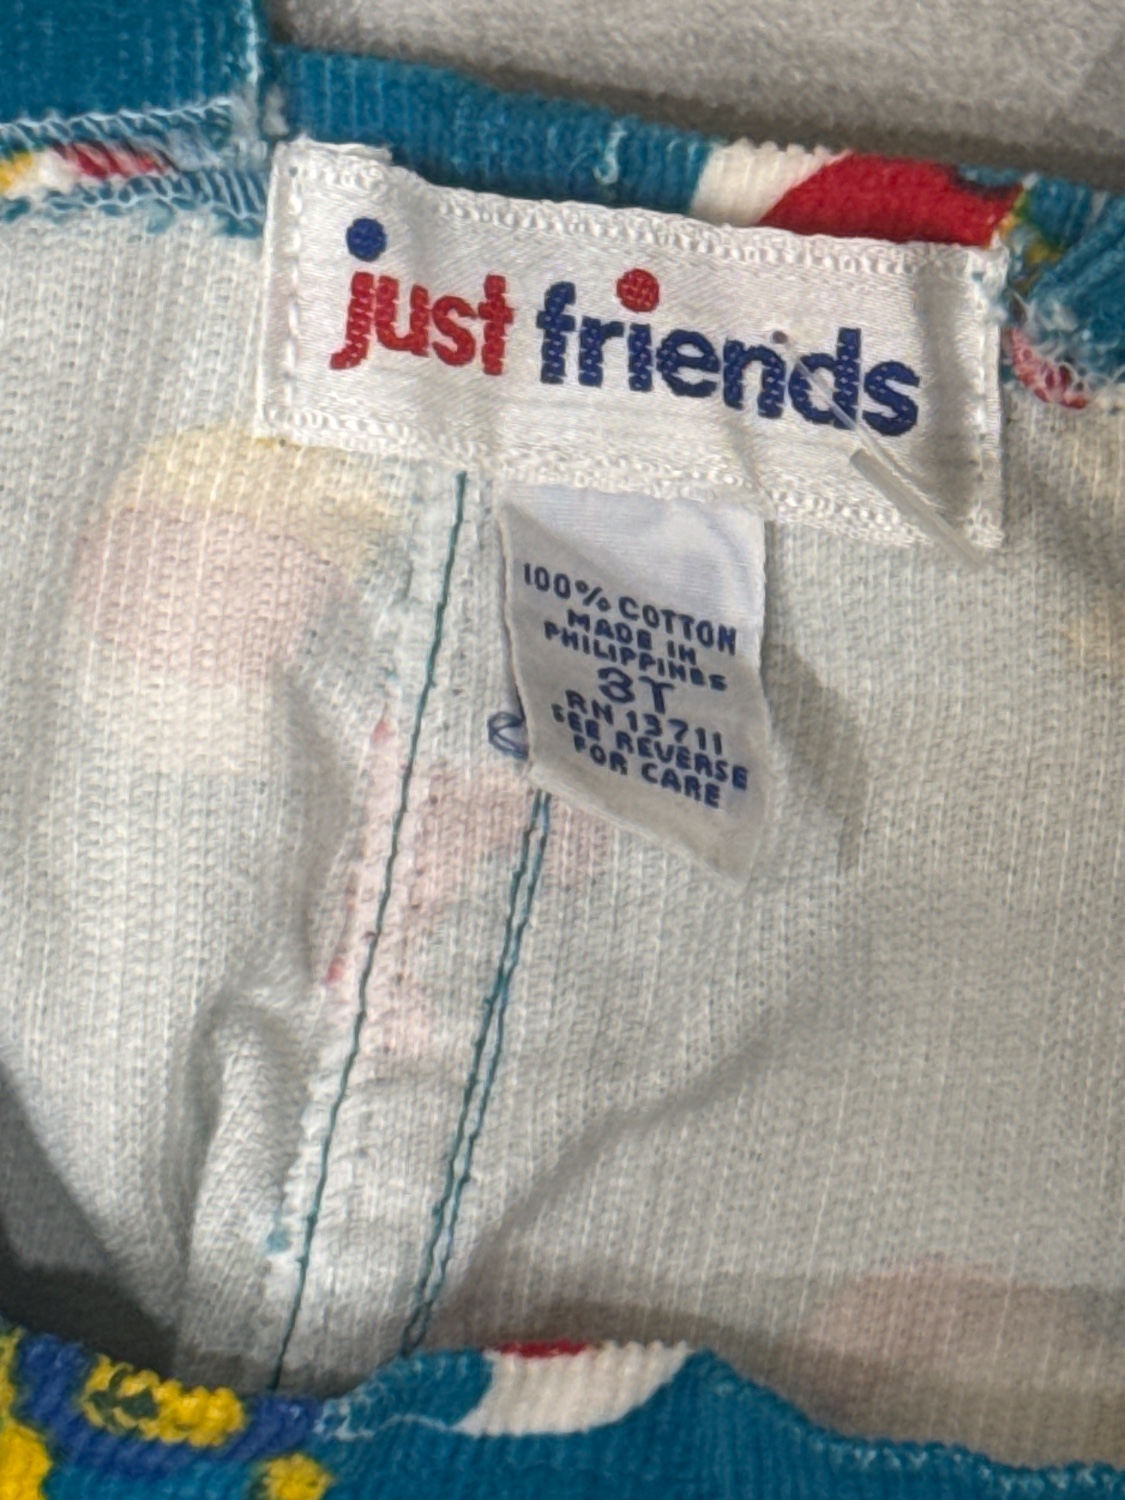 just friends
100% COTTON
MADE IN
PHILIPPINES
3T
RN 13711
SEE REVERSE
FOR CARE